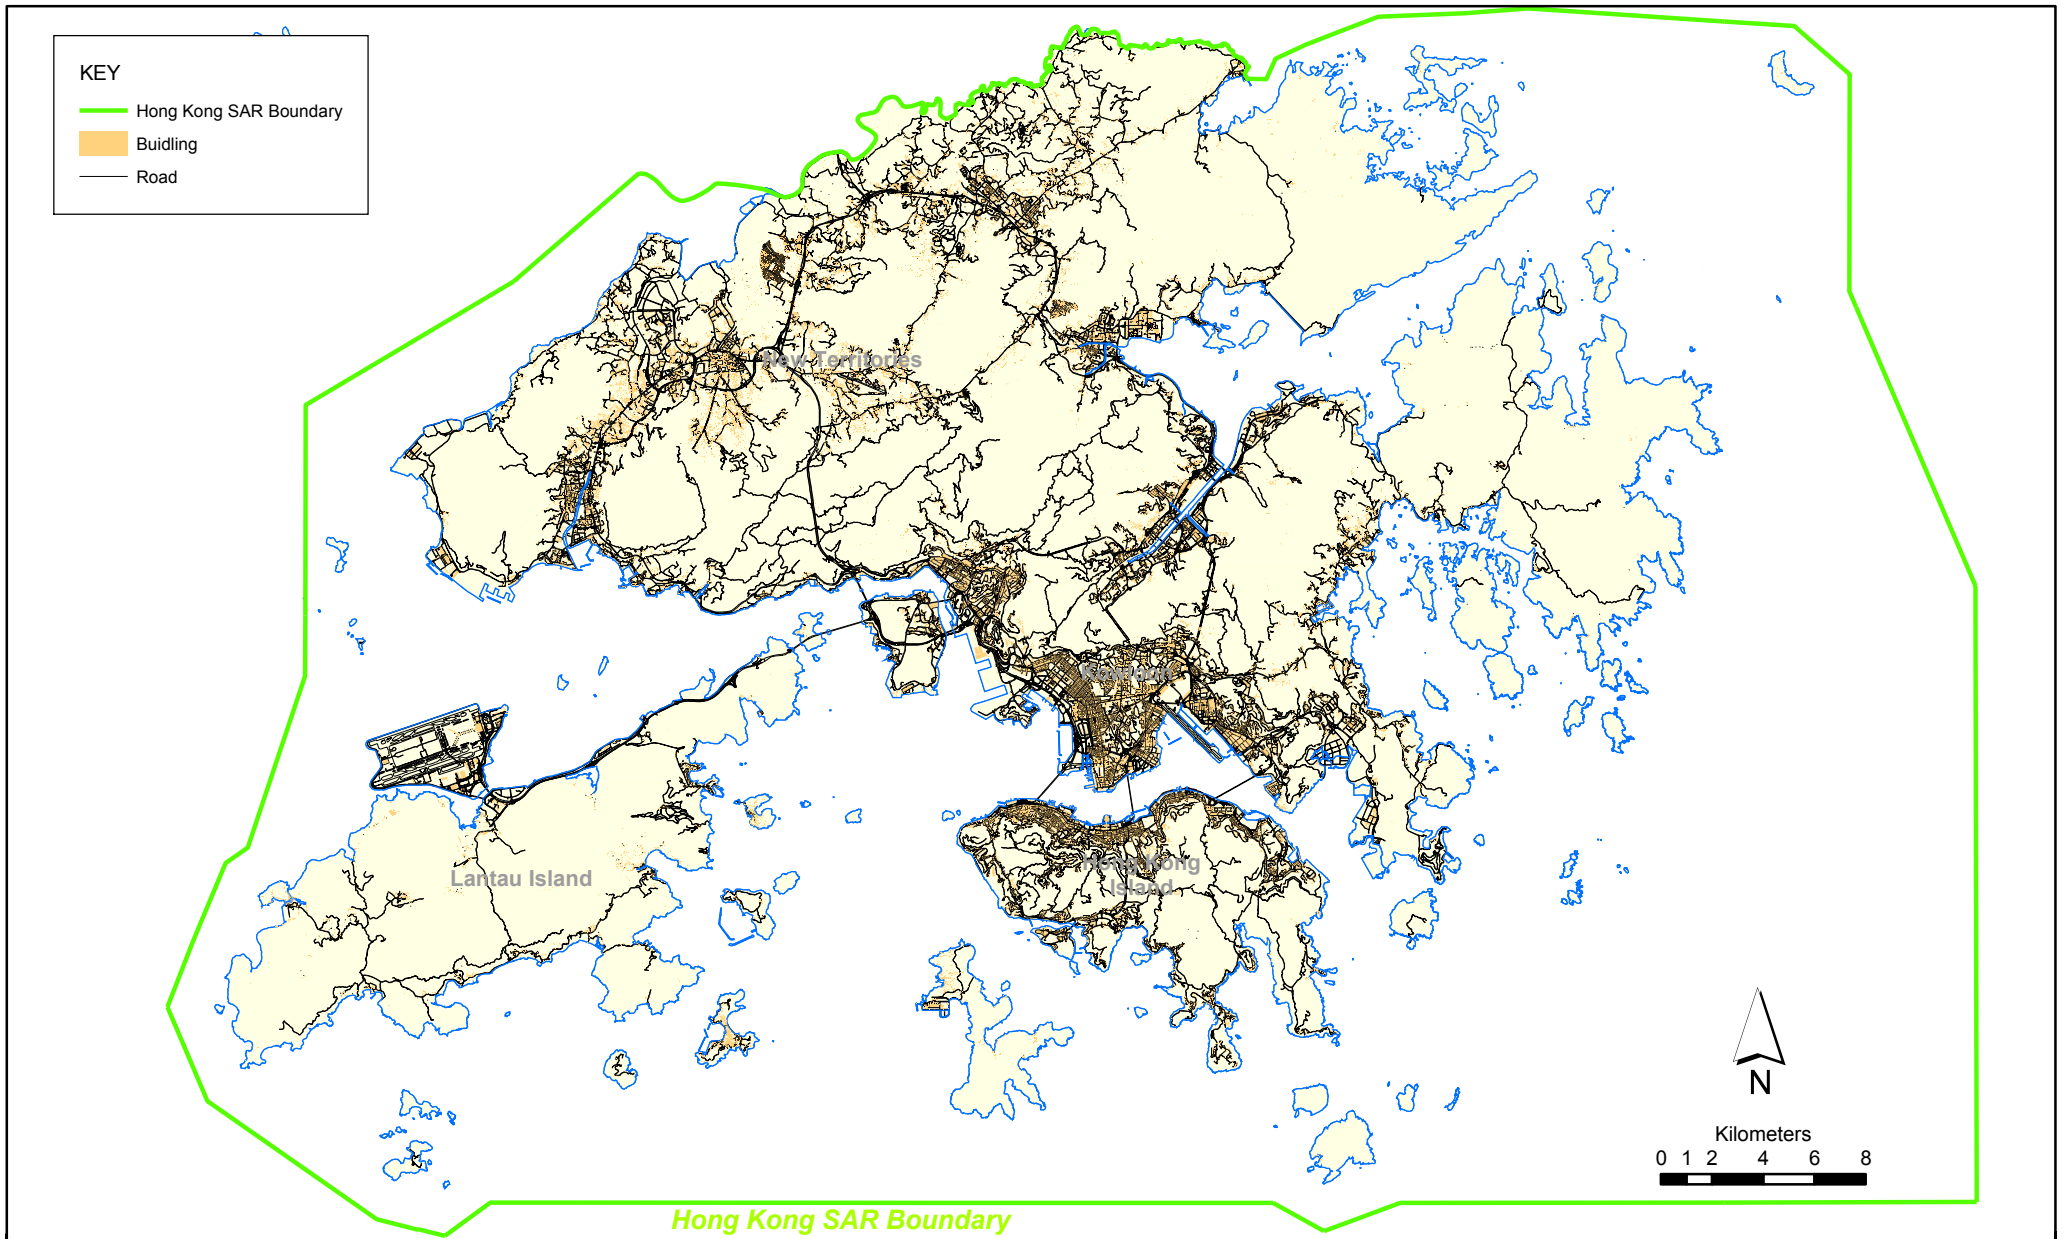 KEY
Hong Kong SAR Boundary
Buidling
Road
New Territories
Kowloon
Hong Kong
Island
Lantau Island
N
Kilometers
0 1 2 4 6 8
Hong Kong SAR Boundary